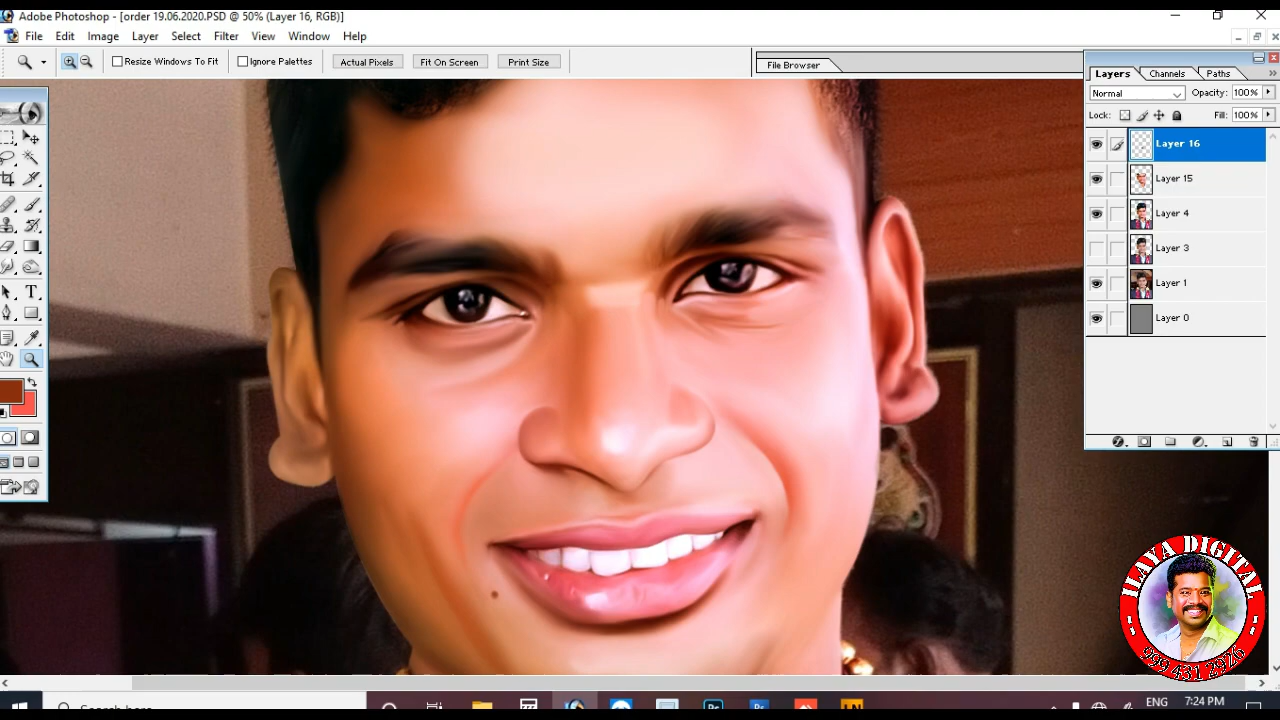 Adobe Photoshop - [order 19.06.2020.PSD @ 50% (Layer 16, RGB)]
File Edit Image Layer Select Filter View Window Help
Resize Windows To Fit Ignore Palettes Actual Pixels Fit On Screen Print Size File Browser
Layers Channels Paths
Normal Opacity: 100%
Lock: Fill: 100%
Layer 16
Layer 15
Layer 4
Layer 3
Layer 1
Layer 0
ILAYA DIGITAL
999 431 2926
ENG 7:24 PM